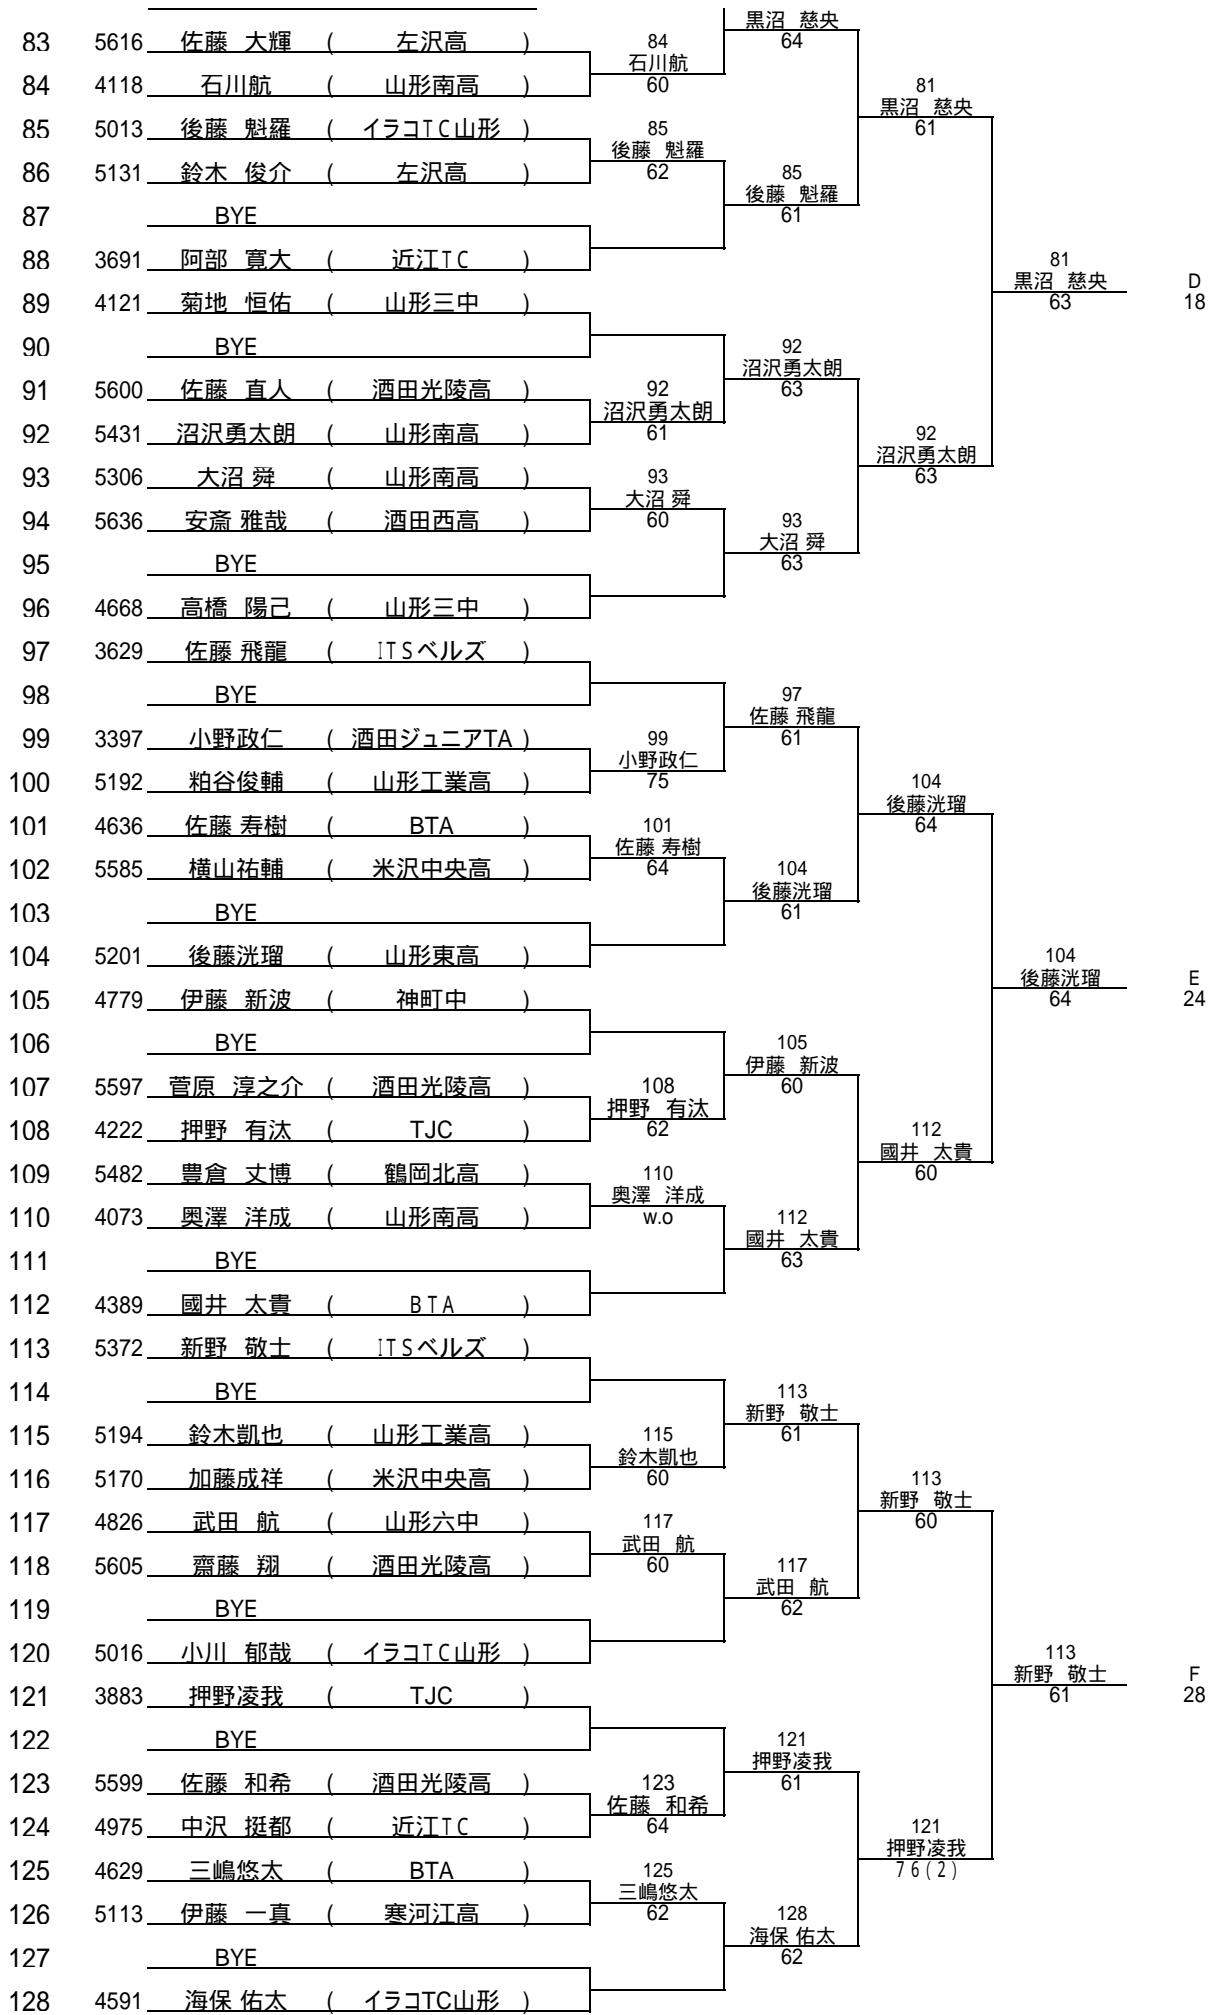 黒沼 慈央
64
83 5616 佐藤 大輝 ( 左沢高 )
84
石川航
60
84 4118 石川航 ( 山形南高 )
81
黒沼 慈央
61
85 5013 後藤 魁羅 ( イラコTC山形 )
85
後藤 魁羅
62
86 5131 鈴木 俊介 ( 左沢高 )
85
後藤 魁羅
61
87 BYE
88 3691 阿部 寛大 ( 近江TC )
81
黒沼 慈央
63
D
18
89 4121 菊地 恒佑 ( 山形三中 )
90 BYE
92
沼沢勇太朗
63
91 5600 佐藤 直人 ( 酒田光陵高 )
92
沼沢勇太朗
61
92 5431 沼沢勇太朗 ( 山形南高 )
92
沼沢勇太朗
63
93 5306 大沼 舜 ( 山形南高 )
93
大沼 舜
60
94 5636 安斎 雅哉 ( 酒田西高 )
93
大沼 舜
63
95 BYE
96 4668 高橋 陽己 ( 山形三中 )
97 3629 佐藤 飛龍 ( ITSベルズ )
98 BYE
97
佐藤 飛龍
61
99 3397 小野政仁 ( 酒田ジュニアTA )
99
小野政仁
75
100 5192 粕谷俊輔 ( 山形工業高 )
104
後藤洸瑠
64
101 4636 佐藤 寿樹 ( BTA )
101
佐藤 寿樹
64
102 5585 横山祐輔 ( 米沢中央高 )
104
後藤洸瑠
61
103 BYE
104 5201 後藤洸瑠 ( 山形東高 )
104
後藤洸瑠
64
E
24
105 4779 伊藤 新波 ( 神町中 )
106 BYE
105
伊藤 新波
60
107 5597 菅原 淳之介 ( 酒田光陵高 )
108
押野 有汰
62
108 4222 押野 有汰 ( TJC )
112
國井 太貴
60
109 5482 豊倉 丈博 ( 鶴岡北高 )
110
奥澤 洋成
w.o
110 4073 奥澤 洋成 ( 山形南高 )
112
國井 太貴
63
111 BYE
112 4389 國井 太貴 ( BTA )
113 5372 新野 敬士 ( ITSベルズ )
114 BYE
113
新野 敬士
61
115 5194 鈴木凱也 ( 山形工業高 )
115
鈴木凱也
60
116 5170 加藤成祥 ( 米沢中央高 )
113
新野 敬士
60
117 4826 武田 航 ( 山形六中 )
117
武田 航
60
118 5605 齋藤 翔 ( 酒田光陵高 )
117
武田 航
62
119 BYE
120 5016 小川 郁哉 ( イラコTC山形 )
113
新野 敬士
61
F
28
121 3883 押野凌我 ( TJC )
122 BYE
121
押野凌我
61
123 5599 佐藤 和希 ( 酒田光陵高 )
123
佐藤 和希
64
124 4975 中沢 挺都 ( 近江TC )
121
押野凌我
76(2)
125 4629 三嶋悠太 ( BTA )
125
三嶋悠太
62
126 5113 伊藤 一真 ( 寒河江高 )
128
海保 佑太
62
127 BYE
128 4591 海保 佑太 ( イラコTC山形 )